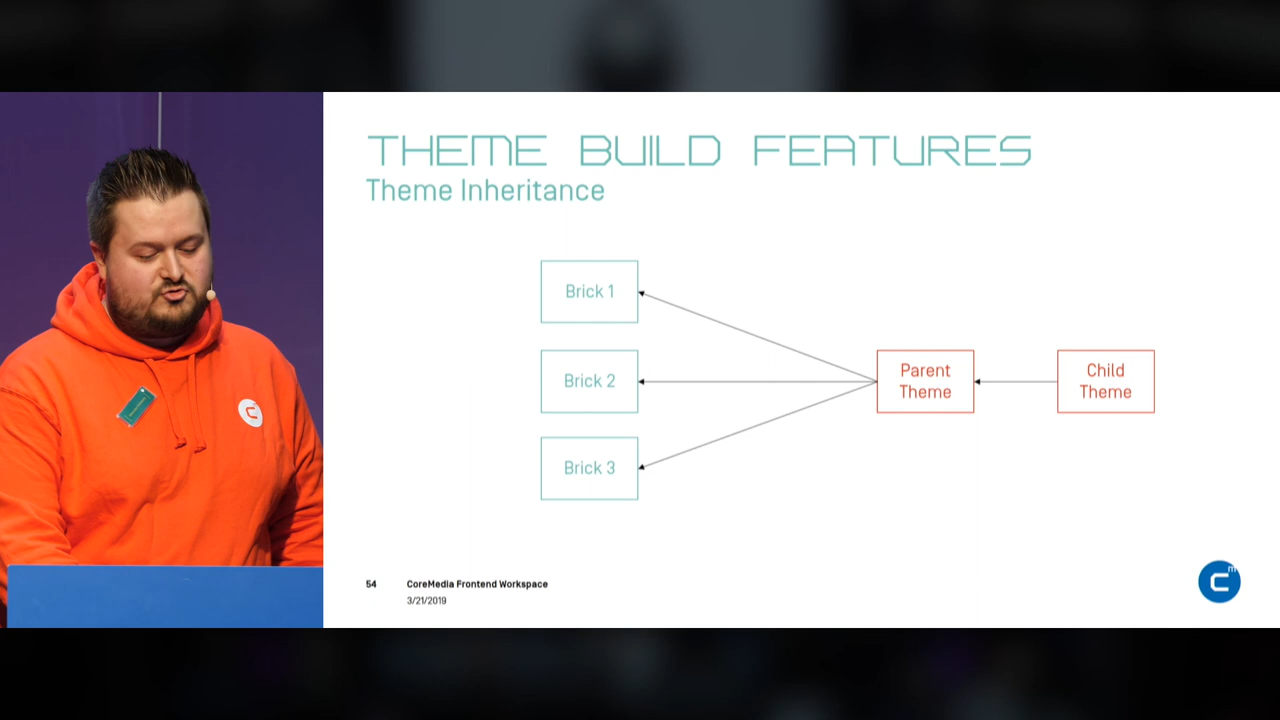 THEME BUILD FEATURES
Theme Inheritance
Brick 1
Brick 2
Brick 3
Parent
Theme
Child
Theme
54
CoreMedia Frontend Workspace
3/21/2019
C m